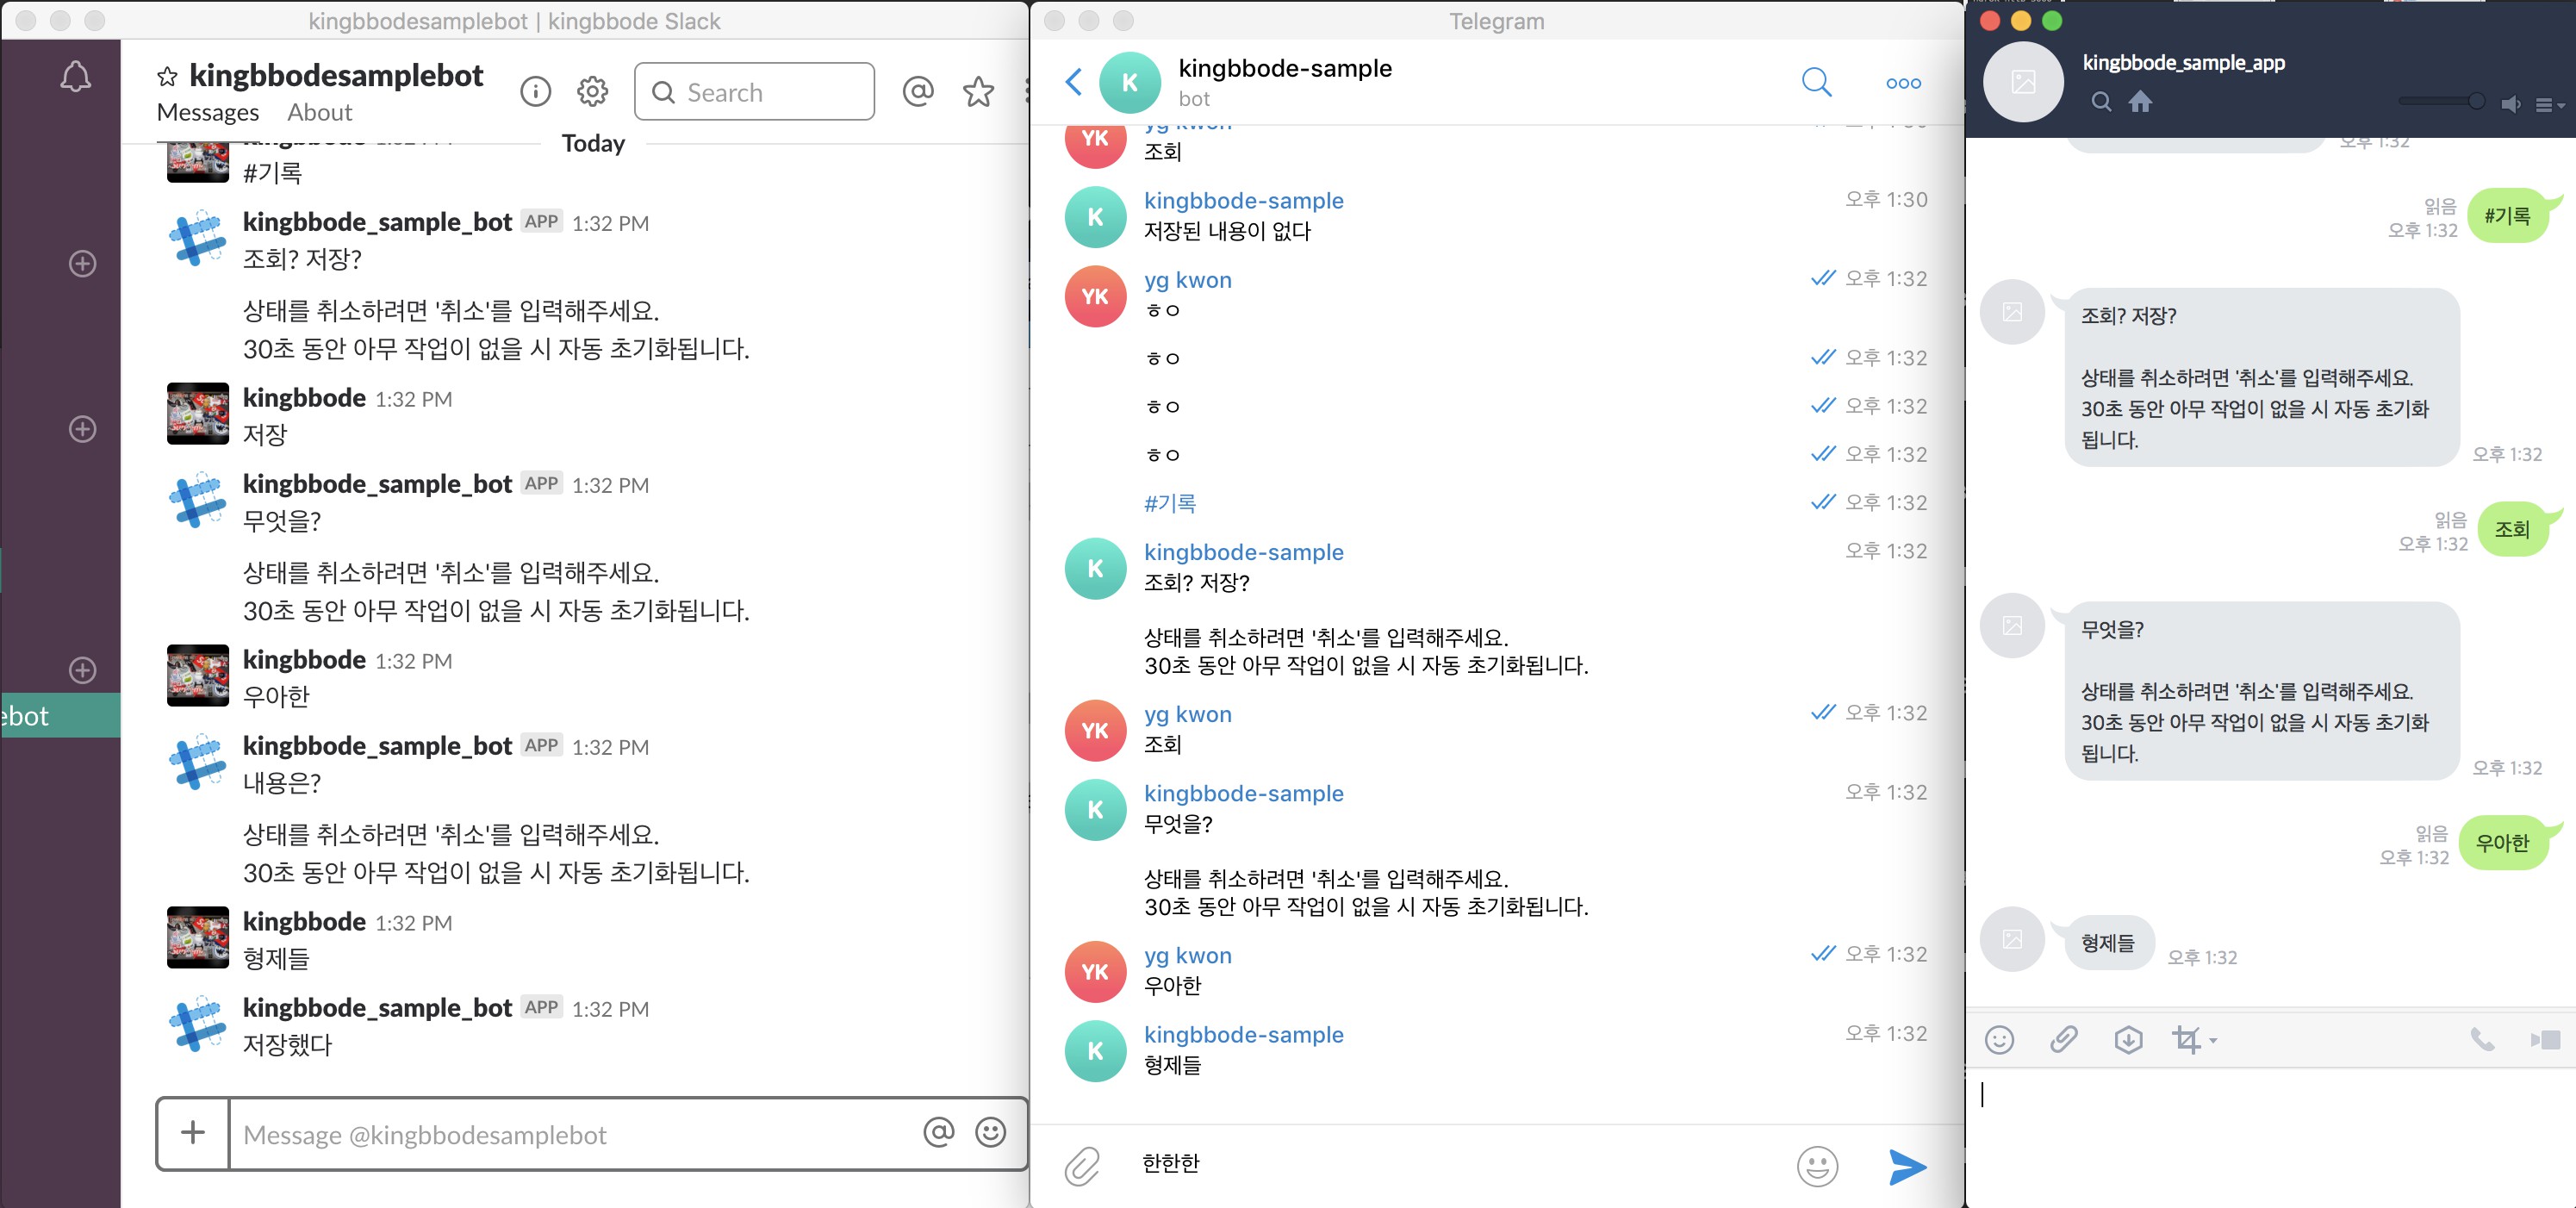 kingbbodesamplebot | kingbbode Slack
kingbbodesamplebot
Messages About
Search
Today
#기록
kingbbode_sample_bot APP 1:32 PM
조회? 저장?
상태를 취소하려면 '취소'를 입력해주세요.
30초 동안 아무 작업이 없을 시 자동 초기화됩니다.
kingbbode 1:32 PM
저장
kingbbode_sample_bot APP 1:32 PM
무엇을?
상태를 취소하려면 '취소'를 입력해주세요.
30초 동안 아무 작업이 없을 시 자동 초기화됩니다.
kingbbode 1:32 PM
우아한
ebot
kingbbode_sample_bot APP 1:32 PM
내용은?
상태를 취소하려면 '취소'를 입력해주세요.
30초 동안 아무 작업이 없을 시 자동 초기화됩니다.
kingbbode 1:32 PM
형제들
kingbbode_sample_bot APP 1:32 PM
저장했다
Message @kingbbodesamplebot
Telegram
K
kingbbode-sample
bot
YK
yg kwon
조회
K
kingbbode-sample 오후 1:30
저장된 내용이 없다
YK
yg kwon 오후 1:32
ㅎㅇ
ㅎㅇ 오후 1:32
ㅎㅇ 오후 1:32
ㅎㅇ 오후 1:32
#기록 오후 1:32
K
kingbbode-sample 오후 1:32
조회? 저장?
상태를 취소하려면 '취소'를 입력해주세요.
30초 동안 아무 작업이 없을 시 자동 초기화됩니다.
YK
yg kwon 오후 1:32
조회
K
kingbbode-sample 오후 1:32
무엇을?
상태를 취소하려면 '취소'를 입력해주세요.
30초 동안 아무 작업이 없을 시 자동 초기화됩니다.
YK
yg kwon 오후 1:32
우아한
K
kingbbode-sample 오후 1:32
형제들
한한한
kingbbode_sample_app
오후 1:32
읽음
오후 1:32
#기록
조회? 저장?
상태를 취소하려면 '취소'를 입력해주세요.
30초 동안 아무 작업이 없을 시 자동 초기화
됩니다.
오후 1:32
읽음
오후 1:32
조회
무엇을?
상태를 취소하려면 '취소'를 입력해주세요.
30초 동안 아무 작업이 없을 시 자동 초기화
됩니다.
오후 1:32
읽음
오후 1:32
우아한
형제들
오후 1:32